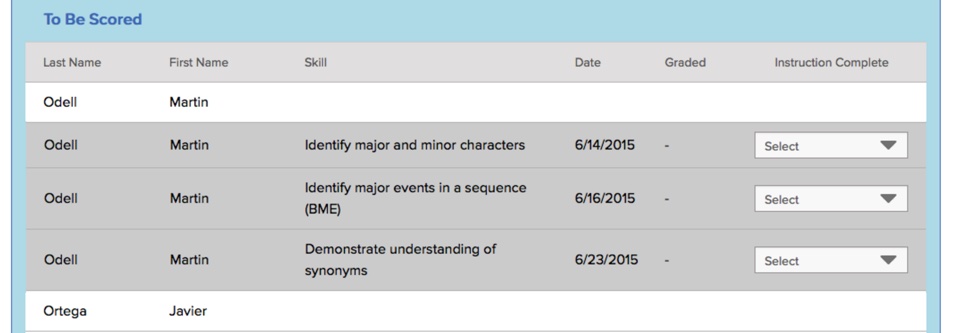 To Be Scored
Last Name First Name Skill Date Graded Instruction Complete
Odell Martin
Odell Martin Identify major and minor characters 6/14/2015 - Select
Odell Martin Identify major events in a sequence (BME) 6/16/2015 - Select
Odell Martin Demonstrate understanding of synonyms 6/23/2015 - Select
Ortega Javier